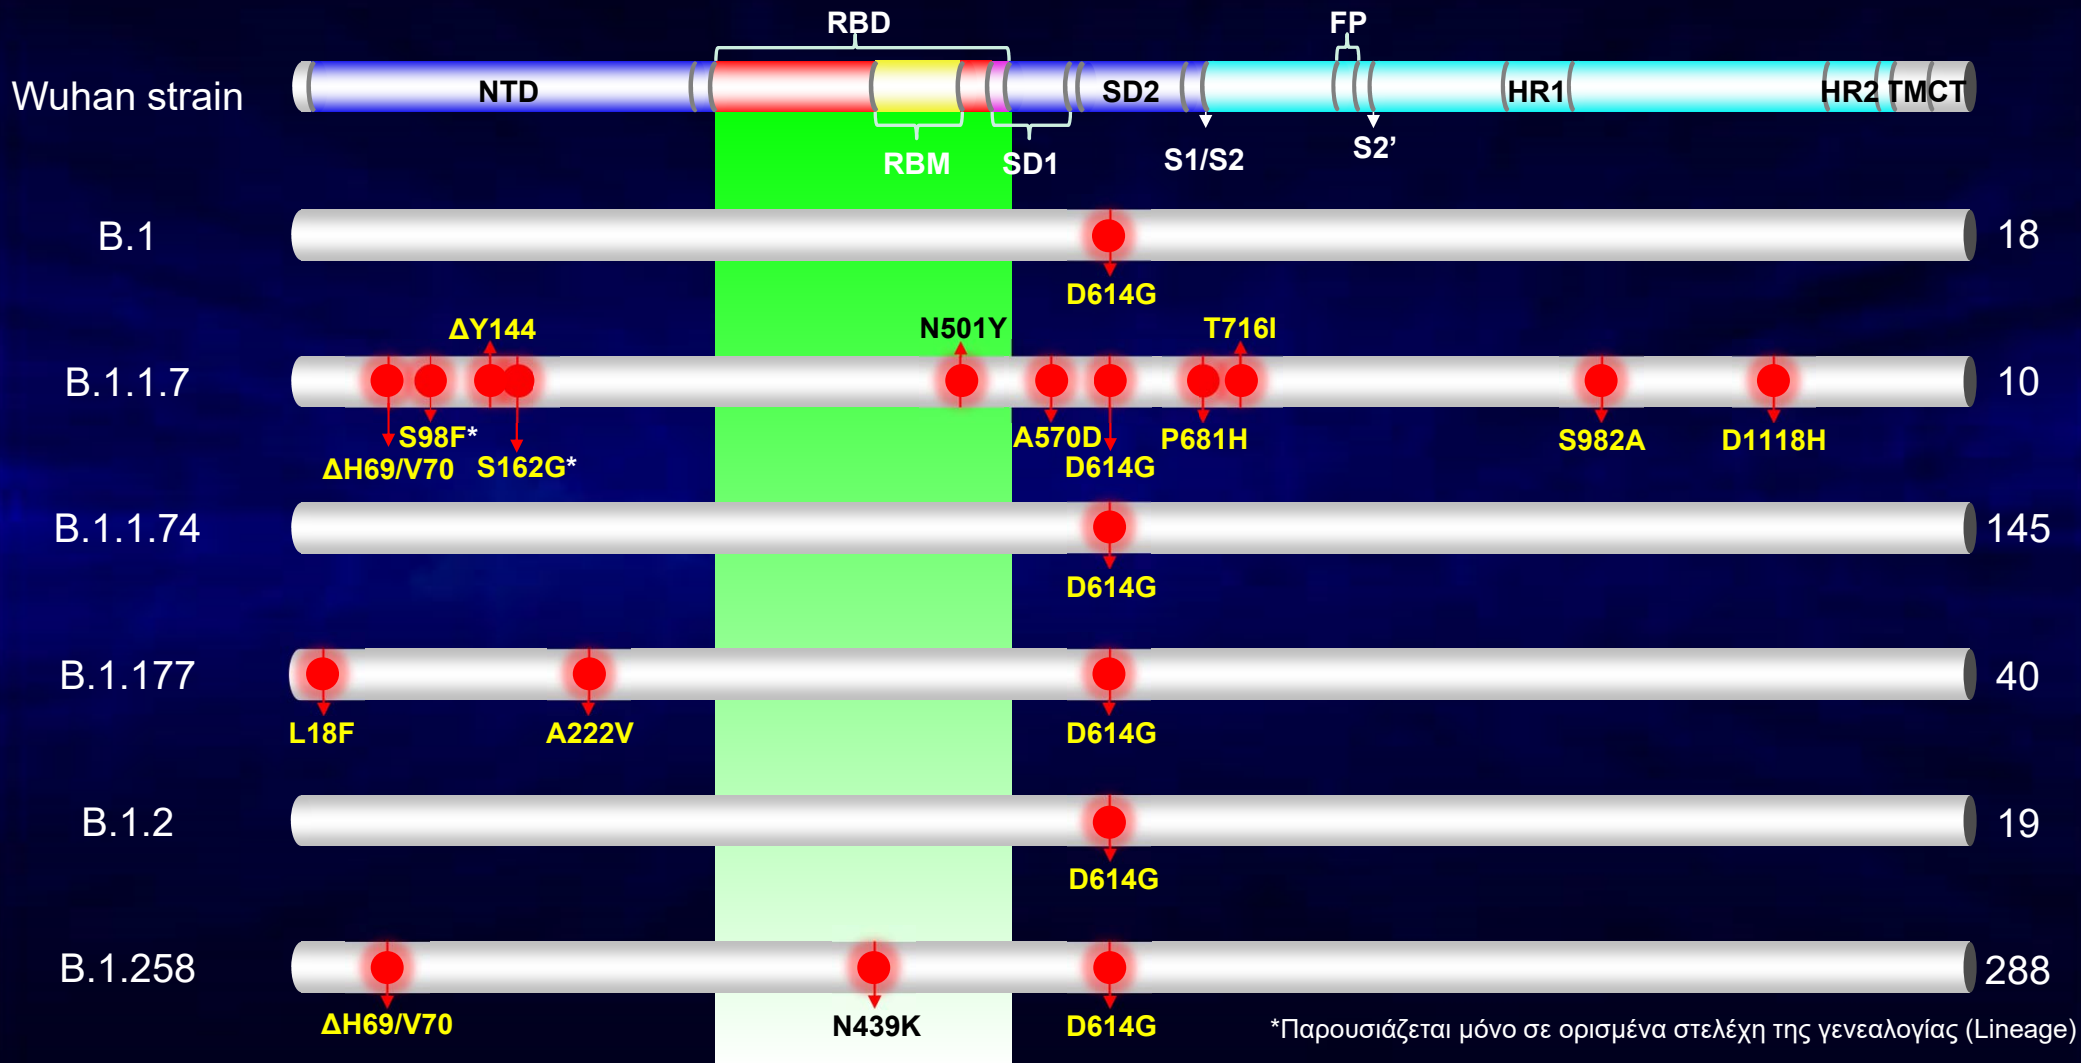 RBD
FP
Wuhan strain
NTD
SD2
HR1
HR2
TM
CT
RBM
SD1
S1/S2
S2’
B.1
18
D614G
ΔY144
N501Y
T716I
B.1.1.7
10
S98F*
A570D
P681H
S982A
D1118H
ΔH69/V70
S162G*
D614G
B.1.1.74
145
D614G
B.1.177
40
L18F
A222V
D614G
B.1.2
19
D614G
B.1.258
288
ΔH69/V70
N439K
D614G
*Παρουσιάζεται μόνο σε ορισμένα στελέχη της γενεαλογίας (Lineage)